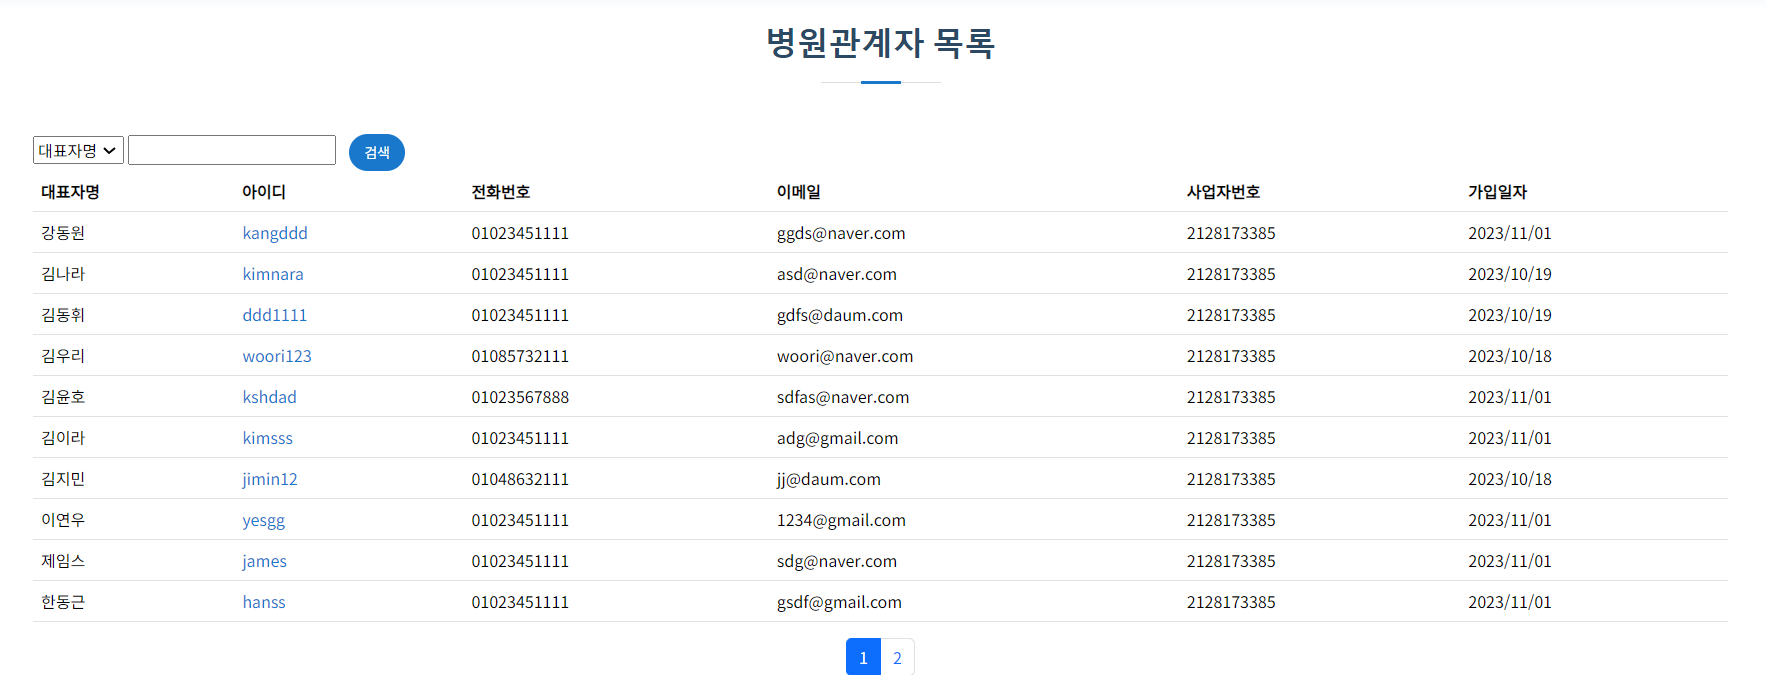 병원관계자 목록
대표자명 검색
대표자명 아이디 전화번호 이메일 사업자번호 가입일자
강동원 kangddd 01023451111 ggds@naver.com 2128173385 2023/11/01
김나라 kimnara 01023451111 asd@naver.com 2128173385 2023/10/19
김동휘 ddd1111 01023451111 gdfs@daum.com 2128173385 2023/10/19
김우리 woori123 01085732111 woori@naver.com 2128173385 2023/10/18
김윤호 kshdad 01023567888 sdfas@naver.com 2128173385 2023/11/01
김이라 kimsss 01023451111 adg@gmail.com 2128173385 2023/11/01
김지민 jimin12 01048632111 jj@daum.com 2128173385 2023/10/18
이연우 yesgg 01023451111 1234@gmail.com 2128173385 2023/11/01
제임스 james 01023451111 sdg@naver.com 2128173385 2023/11/01
한동근 hanss 01023451111 gsdf@gmail.com 2128173385 2023/11/01
1 2